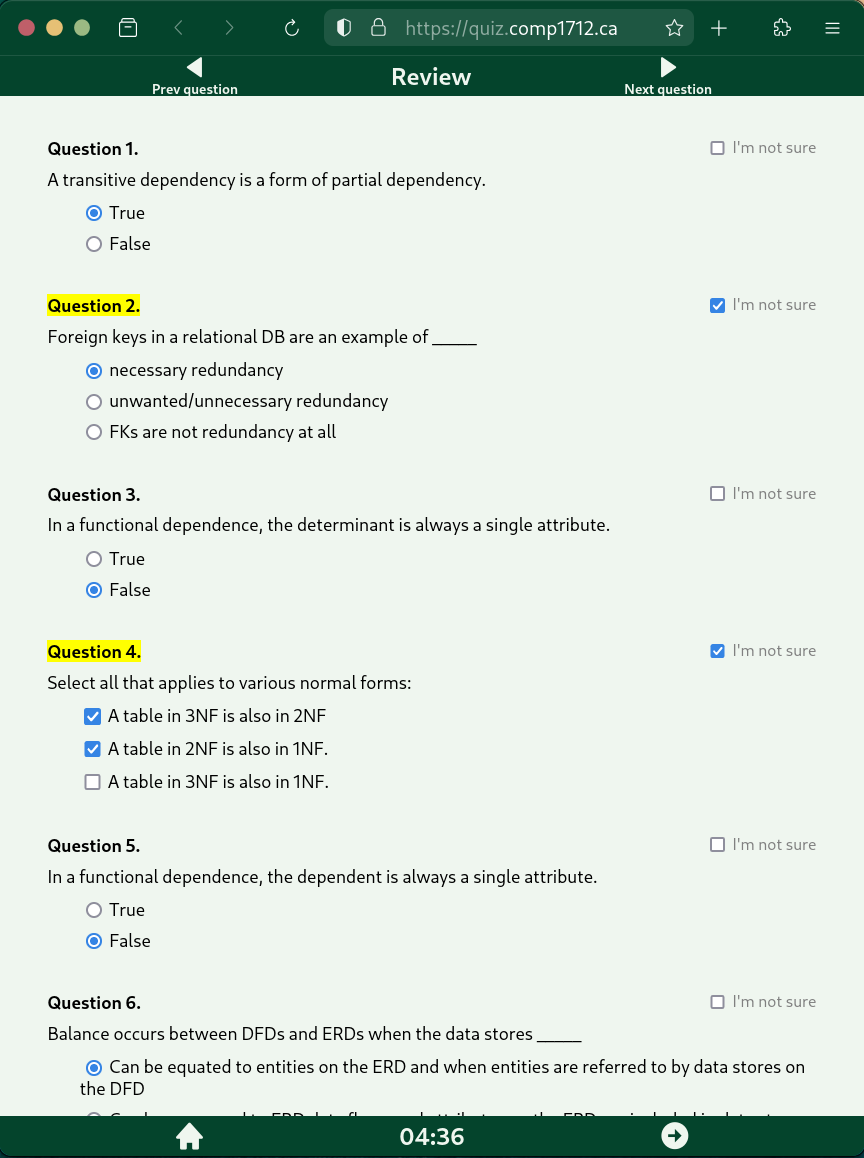 https://quiz.comp1712.ca
Prev question
Review
Next question
Question 1.
I'm not sure
A transitive dependency is a form of partial dependency.
True
False
Question 2.
I'm not sure
Foreign keys in a relational DB are an example of _____
necessary redundancy
unwanted/unnecessary redundancy
FKs are not redundancy at all
Question 3.
I'm not sure
In a functional dependence, the determinant is always a single attribute.
True
False
Question 4.
I'm not sure
Select all that applies to various normal forms:
A table in 3NF is also in 2NF
A table in 2NF is also in 1NF.
A table in 3NF is also in 1NF.
Question 5.
I'm not sure
In a functional dependence, the dependent is always a single attribute.
True
False
Question 6.
I'm not sure
Balance occurs between DFDs and ERDs when the data stores _____
Can be equated to entities on the ERD and when entities are referred to by data stores on
the DFD
04:36